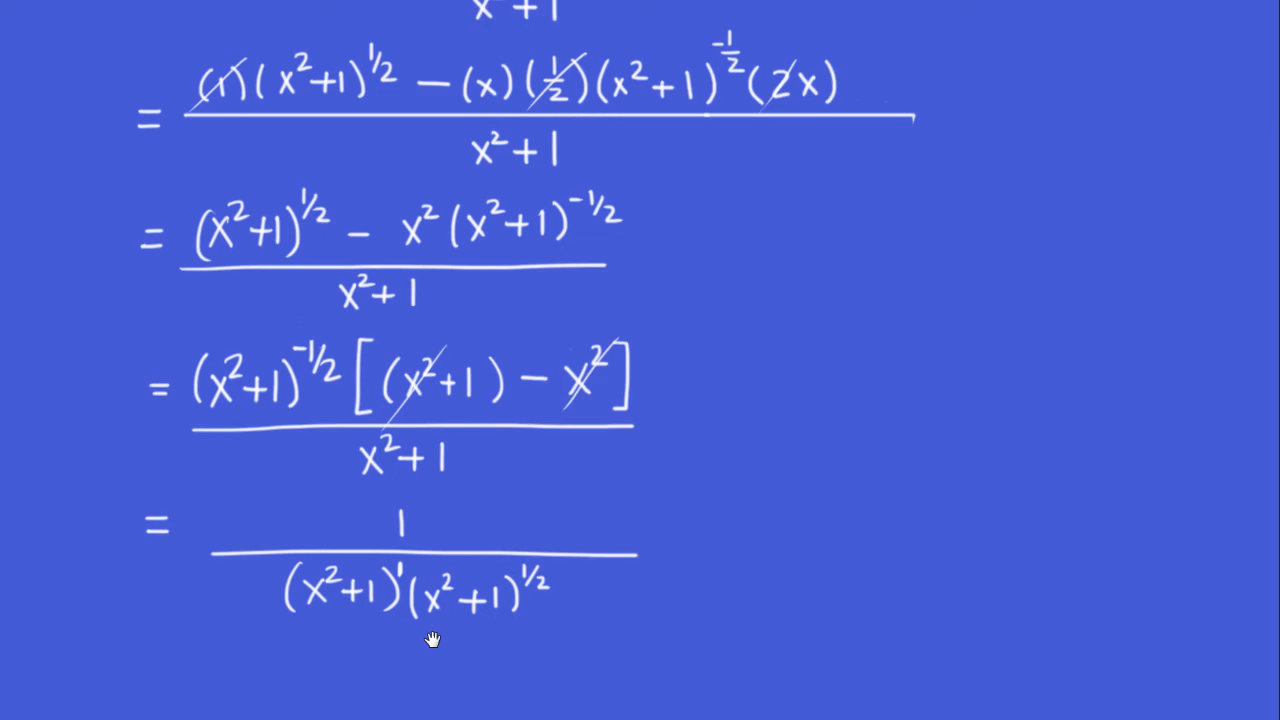 x² + 1
= (1)(x²+1)^1/2 − (x)(1/2)(x²+1)^-1/2 (2x)
x² + 1
= (x²+1)^1/2 − x²(x²+1)^-1/2
x² + 1
= (x²+1)^-1/2 [(x²+1) − x²]
x² + 1
= 1
(x²+1)^1 (x²+1)^1/2